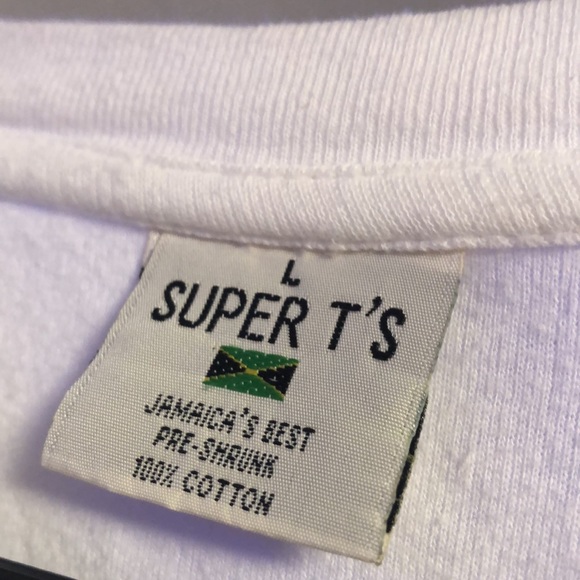 L
SUPER T'S
JAMAICA'S BEST
PRE-SHRUNK
100% COTTON